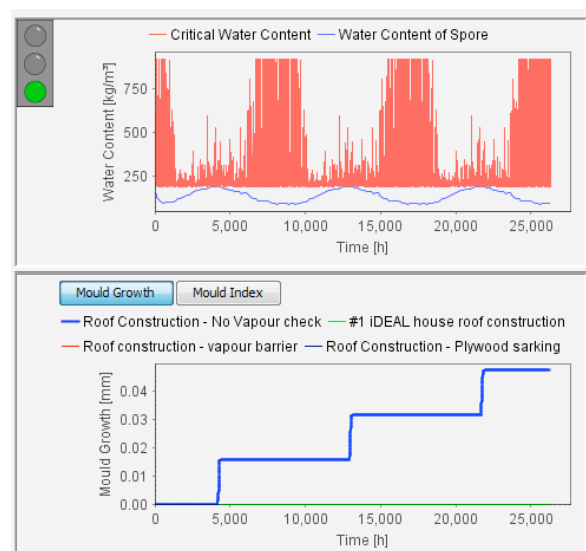 Critical Water Content Water Content of Spore
Water Content [kg/m³]
750
500
250
0 5,000 10,000 15,000 20,000 25,000
Time [h]
Mould Growth Mould Index
Roof Construction - No Vapour check #1 iDEAL house roof construction
Roof construction - vapour barrier Roof Construction - Plywood sarking
Mould Growth [mm]
0.04
0.03
0.02
0.01
0.00
0 5,000 10,000 15,000 20,000 25,000
Time [h]